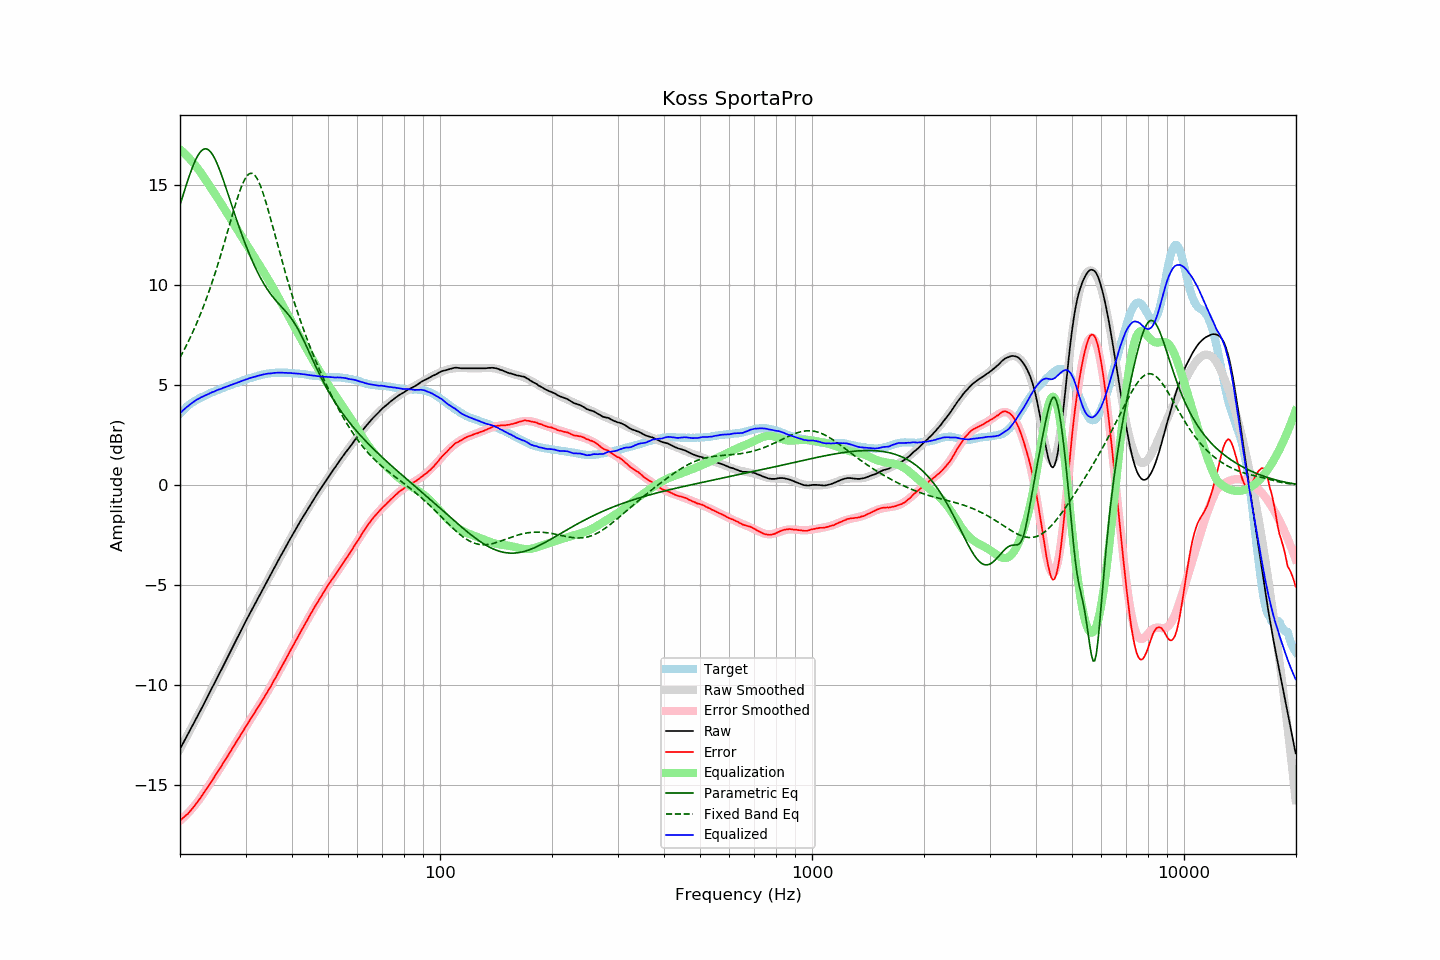 Koss SportaPro
Amplitude (dBr)
15
10
5
0
−5
−10
−15
Target
Raw Smoothed
Error Smoothed
Raw
Error
Equalization
Parametric Eq
Fixed Band Eq
Equalized
100 1000 10000
Frequency (Hz)